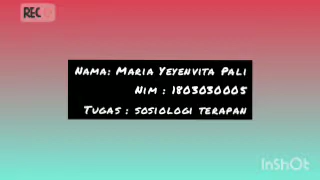 REC
Nama: Maria Yeyenvita Pali
Nim : 1803030005
Tugas : sosiologi terapan
InShOt